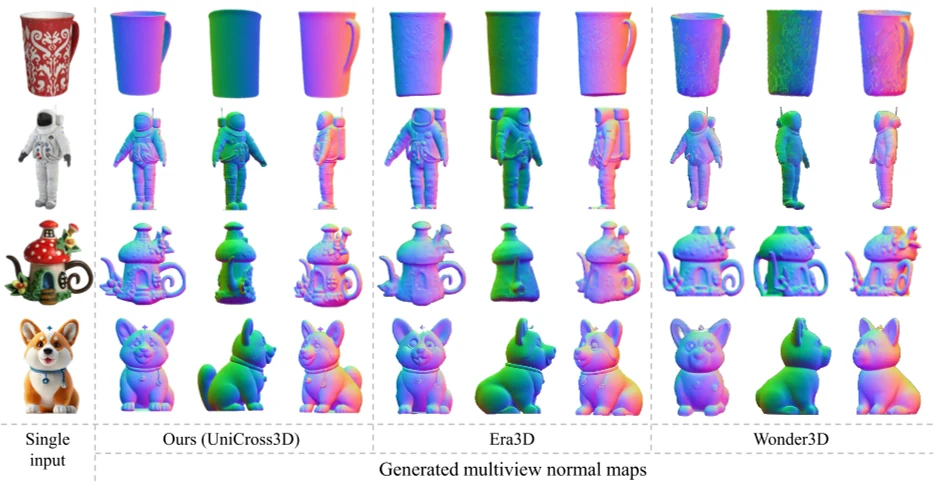 Single
input
Ours (UniCross3D)
Era3D
Wonder3D
Generated multiview normal maps